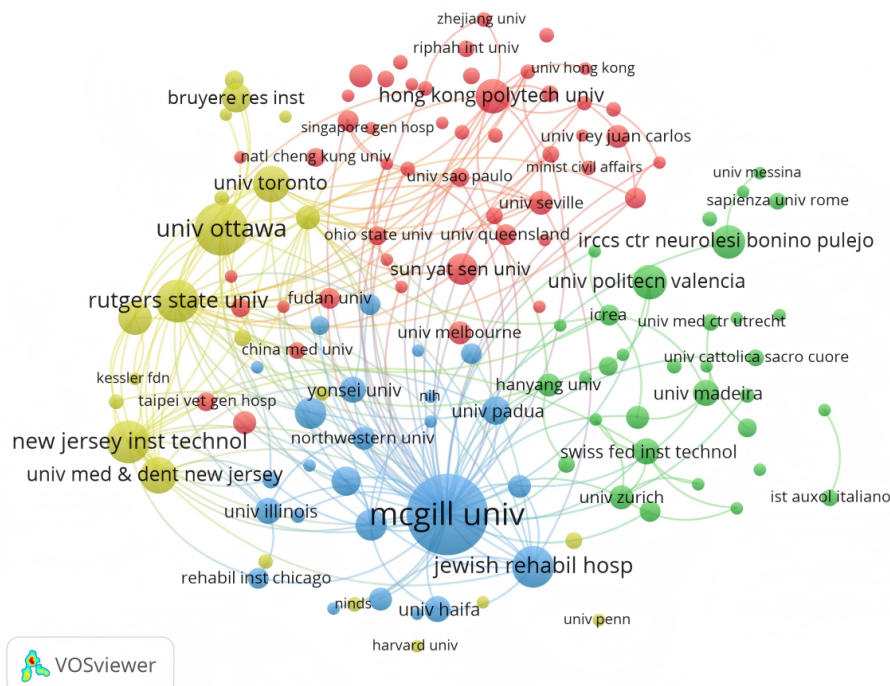 zhejiang univ
riphah int univ
univ hong kong
bruyere res inst
hong kong polytech univ
singapore gen hosp
univ rey juan carlos
natl cheng kung univ
minist civil affairs
univ messina
univ toronto
univ sao paulo
sapienza univ rome
univ seville
univ ottawa
ohio state univ
univ queensland
irccs ctr neurolesi bonino pulejo
sun yat sen univ
univ politecn valencia
rutgers state univ
fudan univ
icrea
univ med ctr utrecht
univ melbourne
china med univ
univ cattolica sacro cuore
kessler fdn
hanyang univ
yonsei univ
nih
univ madeira
taipei vet gen hosp
univ padua
new jersey inst technol
northwestern univ
swiss fed inst technol
univ med & dent new jersey
univ zurich
ist auxol italiano
univ illinois
mcgill univ
jewish rehabil hosp
rehabil inst chicago
ninds
univ haifa
univ penn
harvard univ
VOSviewer